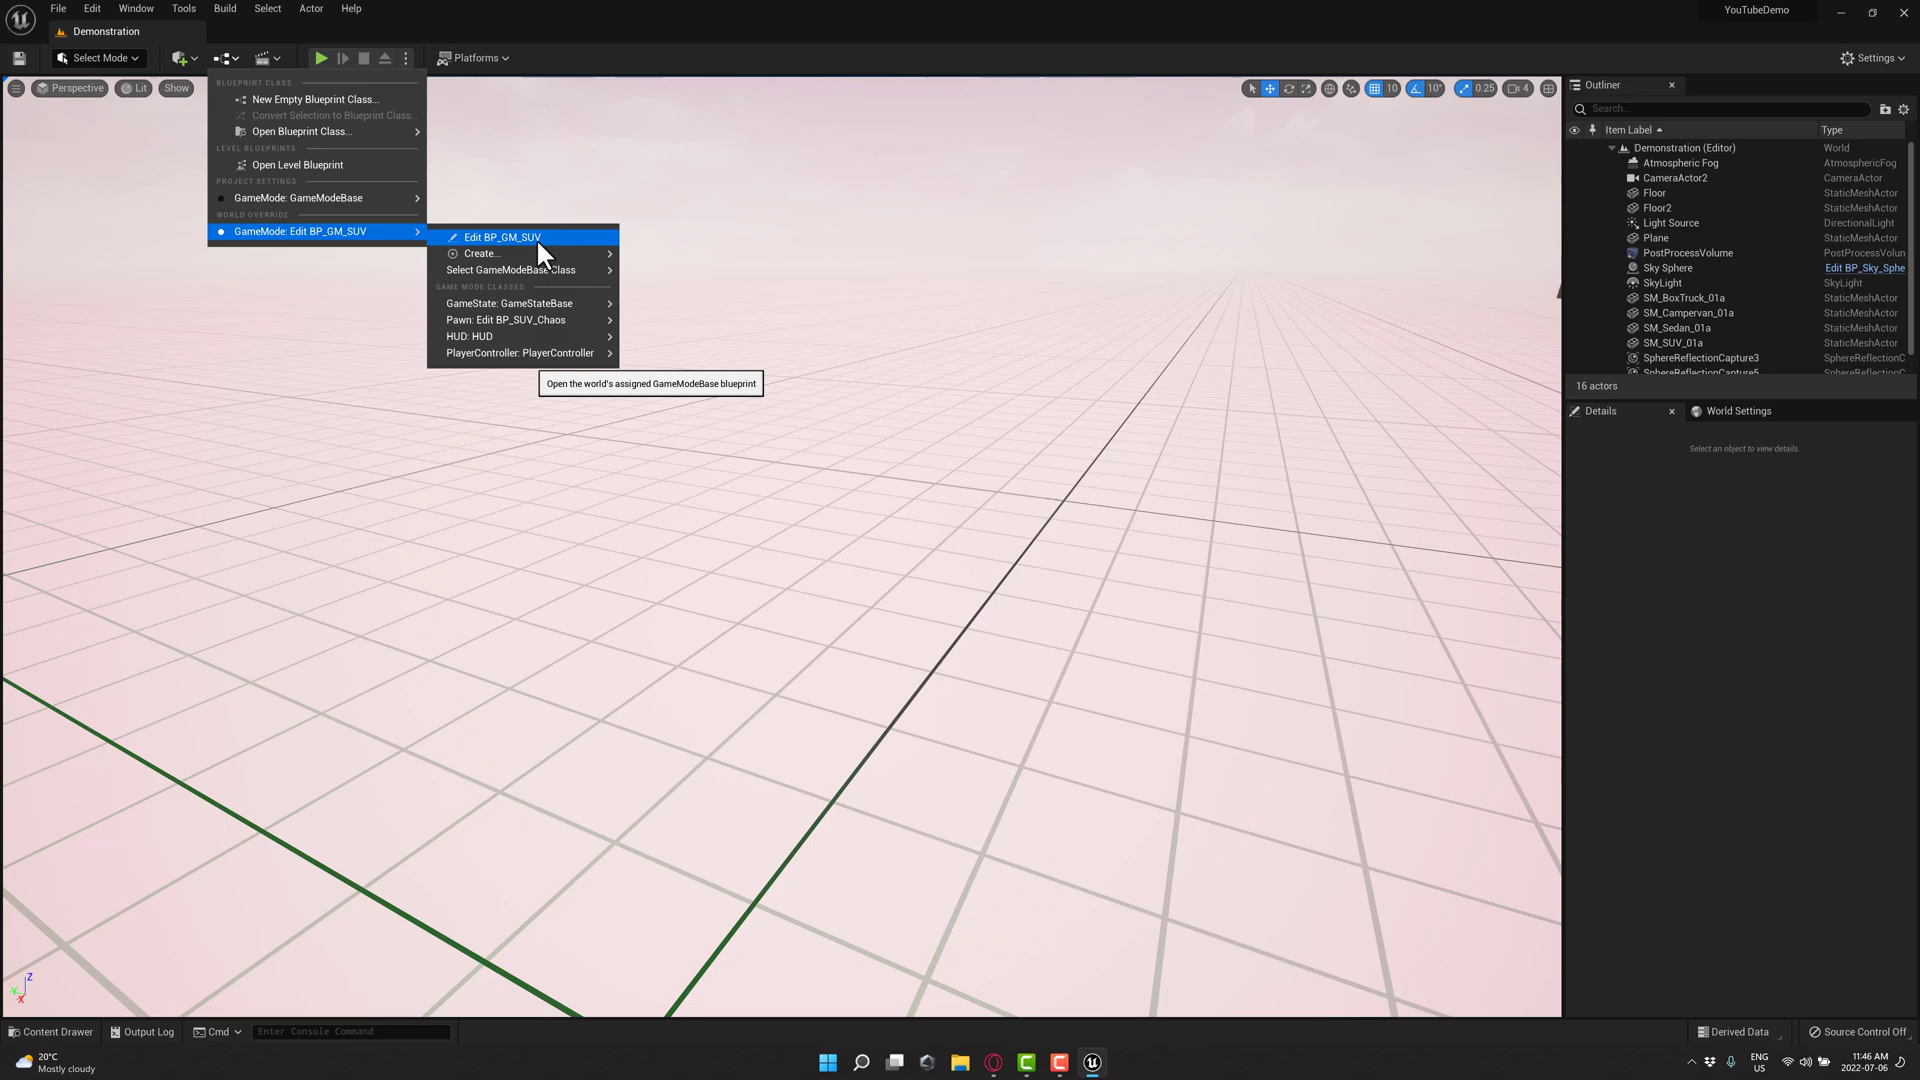 File Edit Window Tools Build Select Actor Help
YouTubeDemo
Demonstration
Select Mode
Platforms
Settings
Perspective
Lit
Show
10
10°
0.25
4
BLUEPRINT CLASS
New Empty Blueprint Class...
Convert Selection to Blueprint Class...
Open Blueprint Class...
LEVEL BLUEPRINTS
Open Level Blueprint
PROJECT SETTINGS
GameMode: GameModeBase
WORLD OVERRIDE
GameMode: Edit BP_GM_SUV
Edit BP_GM_SUV
Create...
Select GameModeBase Class
GAME MODE CLASSES
GameState: GameStateBase
Pawn: Edit BP_SUV_Chaos
HUD: HUD
PlayerController: PlayerController
Open the world's assigned GameModeBase blueprint
Outliner
Search...
Item Label Type
Demonstration (Editor) World
Atmospheric Fog AtmosphericFog
CameraActor2 CameraActor
Floor StaticMeshActor
Floor2 StaticMeshActor
Light Source DirectionalLight
Plane StaticMeshActor
PostProcessVolume PostProcessVolun
Sky Sphere Edit BP_Sky_Sphe
SkyLight SkyLight
SM_BoxTruck_01a StaticMeshActor
SM_Campervan_01a StaticMeshActor
SM_Sedan_01a StaticMeshActor
SM_SUV_01a StaticMeshActor
SphereReflectionCapture3 SphereReflectionC
SphereReflectionCapture5 SphereReflectionC
16 actors
Details
World Settings
Select an object to view details.
Z
Y
X
Content Drawer
Output Log
Cmd
Enter Console Command
Derived Data
Source Control Off
20°C
Mostly cloudy
ENG
US
11:46 AM
2022-07-06